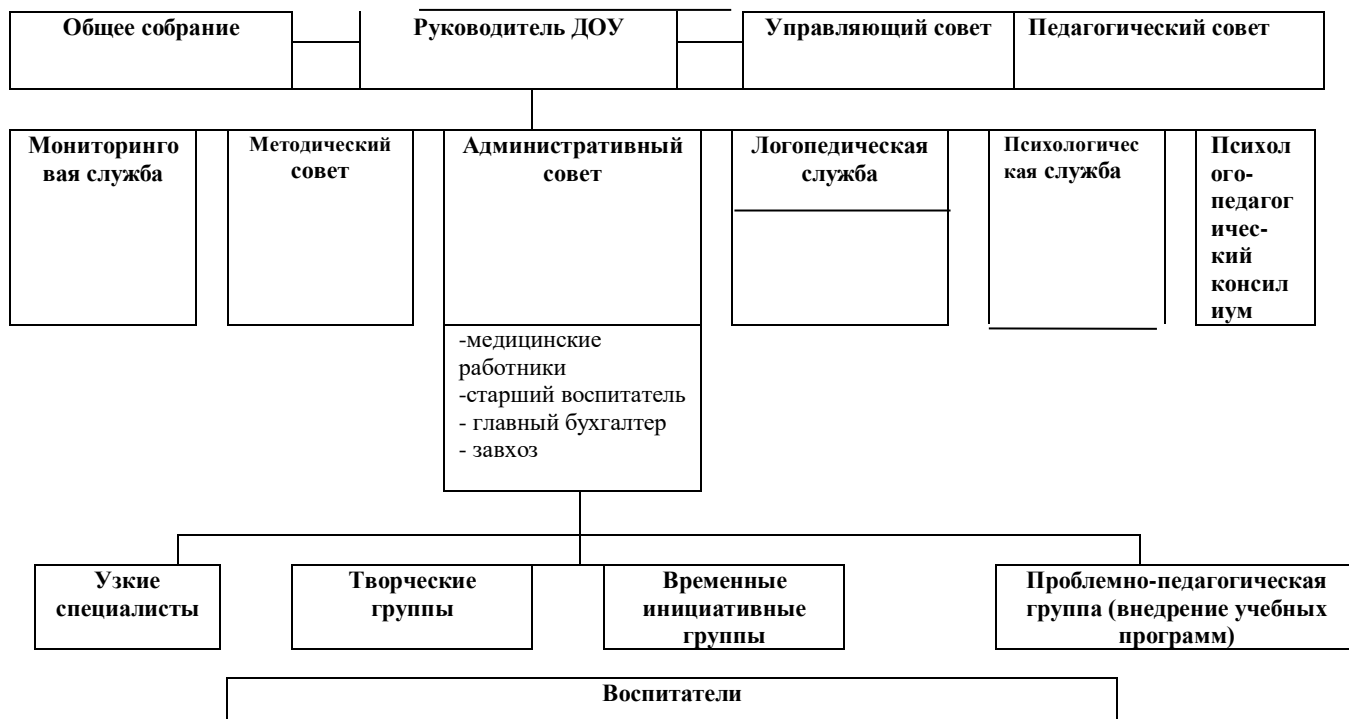 Общее собрание
Руководитель ДОУ
Управляющий совет
Педагогический совет
Мониторинго
вая служба
Методический
совет
Административный
совет
Логопедическая
служба
Психологичес
кая служба
Психол
ого-
педагог
ичес-
кий
консил
иум
-медицинские
работники
-старший воспитатель
- главный бухгалтер
- завхоз
Узкие
специалисты
Творческие
группы
Временные
инициативные
группы
Проблемно-педагогическая
группа (внедрение учебных
программ)
Воспитатели